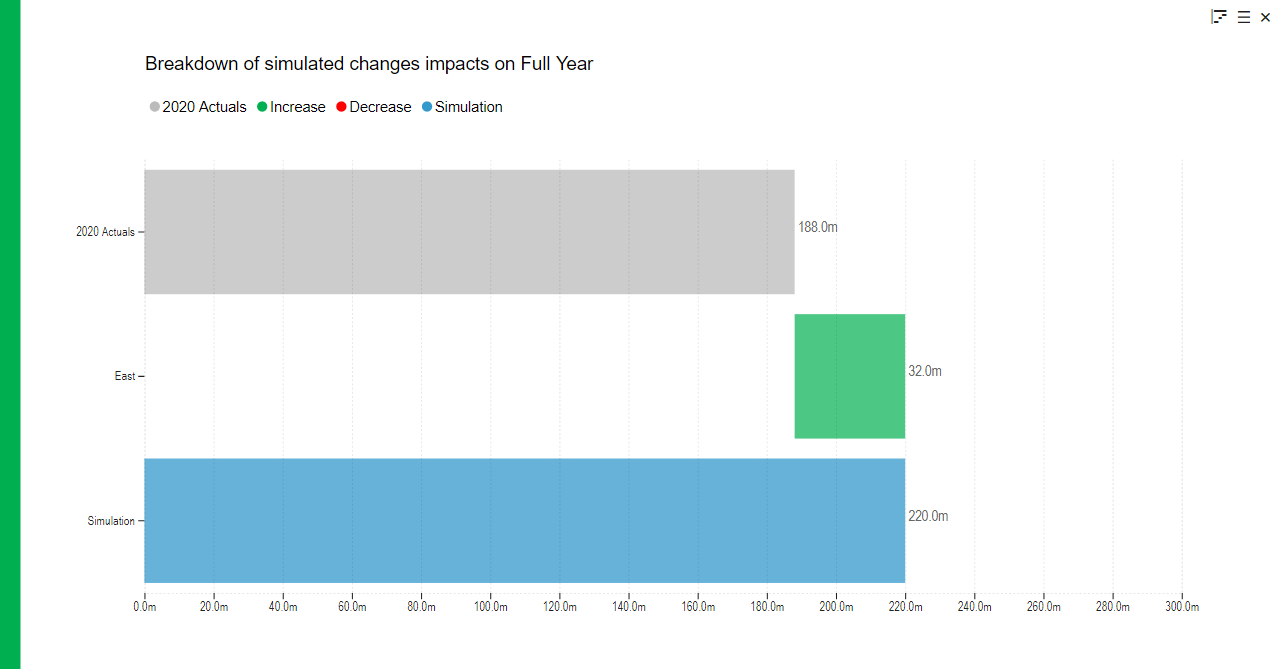 Breakdown of simulated changes impacts on Full Year
2020 Actuals Increase Decrease Simulation
2020 Actuals
188.0m
East
32.0m
Simulation
220.0m
0.0m 20.0m 40.0m 60.0m 80.0m 100.0m 120.0m 140.0m 160.0m 180.0m 200.0m 220.0m 240.0m 260.0m 280.0m 300.0m